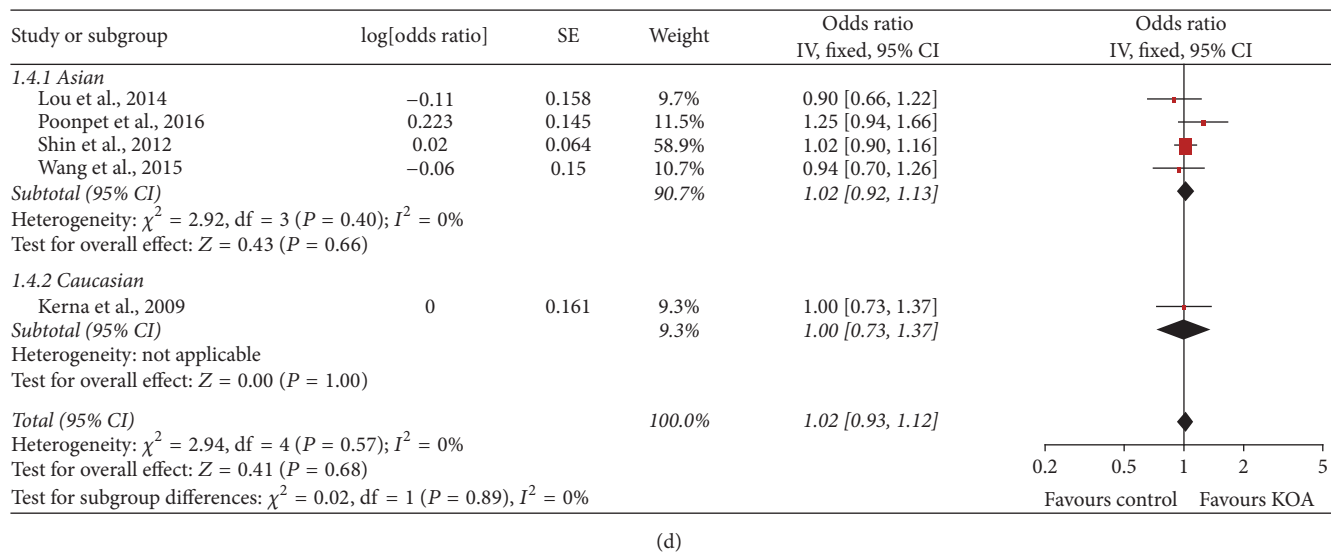 Study or subgroup log[odds ratio] SE Weight Odds ratio IV, fixed, 95% CI Odds ratio IV, fixed, 95% CI
1.4.1 Asian
Lou et al., 2014 −0.11 0.158 9.7% 0.90 [0.66, 1.22]
Poonpet et al., 2016 0.223 0.145 11.5% 1.25 [0.94, 1.66]
Shin et al., 2012 0.02 0.064 58.9% 1.02 [0.90, 1.16]
Wang et al., 2015 −0.06 0.15 10.7% 0.94 [0.70, 1.26]
Subtotal (95% CI) 90.7% 1.02 [0.92, 1.13]
Heterogeneity: χ² = 2.92, df = 3 (P = 0.40); I² = 0%
Test for overall effect: Z = 0.43 (P = 0.66)
1.4.2 Caucasian
Kerna et al., 2009 0 0.161 9.3% 1.00 [0.73, 1.37]
Subtotal (95% CI) 9.3% 1.00 [0.73, 1.37]
Heterogeneity: not applicable
Test for overall effect: Z = 0.00 (P = 1.00)
Total (95% CI) 100.0% 1.02 [0.93, 1.12]
Heterogeneity: χ² = 2.94, df = 4 (P = 0.57); I² = 0%
Test for overall effect: Z = 0.41 (P = 0.68)
Test for subgroup differences: χ² = 0.02, df = 1 (P = 0.89), I² = 0%
0.2 0.5 1 2 5
Favours control Favours KOA
(d)